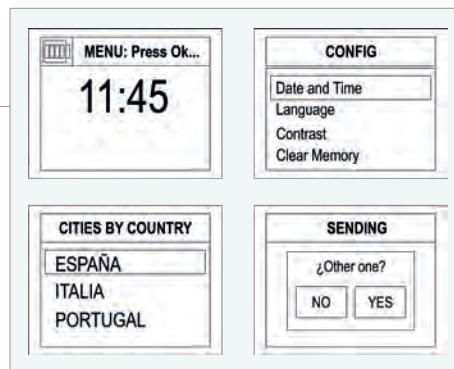 MENU: Press Ok...
11:45
CONFIG
Date and Time
Language
Contrast
Clear Memory
CITIES BY COUNTRY
ESPAÑA
ITALIA
PORTUGAL
SENDING
¿Other one?
NO YES